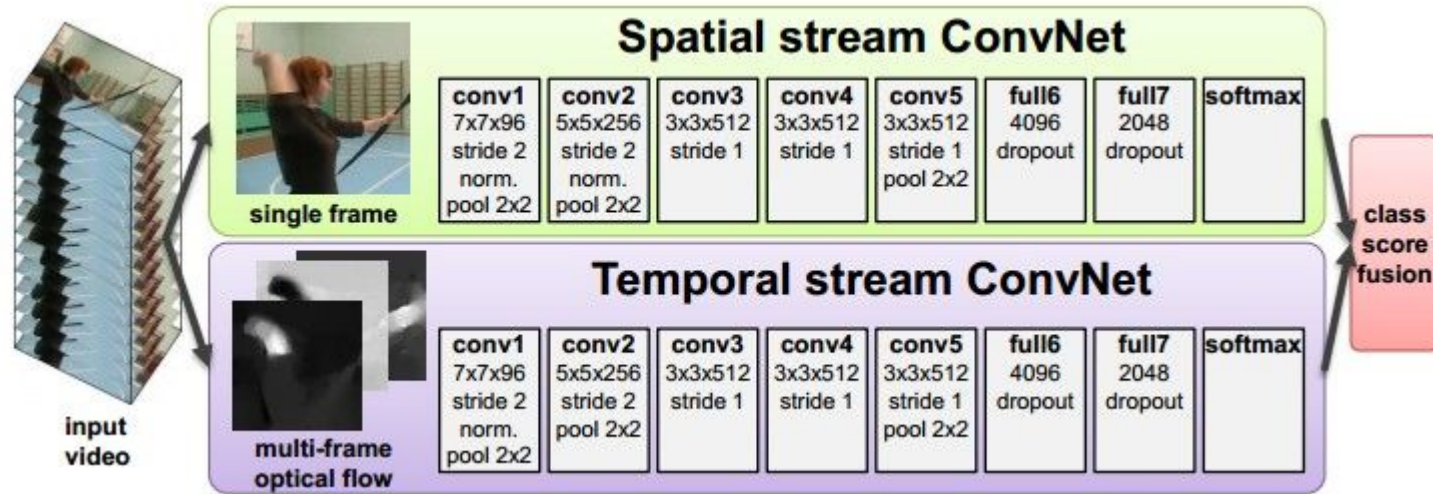 Spatial stream ConvNet
conv1
7x7x96
stride 2
norm.
pool 2x2
conv2
5x5x256
stride 2
norm.
pool 2x2
conv3
3x3x512
stride 1
conv4
3x3x512
stride 1
conv5
3x3x512
stride 1
pool 2x2
full6
4096
dropout
full7
2048
dropout
softmax
single frame
Temporal stream ConvNet
conv1
7x7x96
stride 2
norm.
pool 2x2
conv2
5x5x256
stride 2
pool 2x2
conv3
3x3x512
stride 1
conv4
3x3x512
stride 1
conv5
3x3x512
stride 1
pool 2x2
full6
4096
dropout
full7
2048
dropout
softmax
multi-frame
optical flow
input
video
class
score
fusion